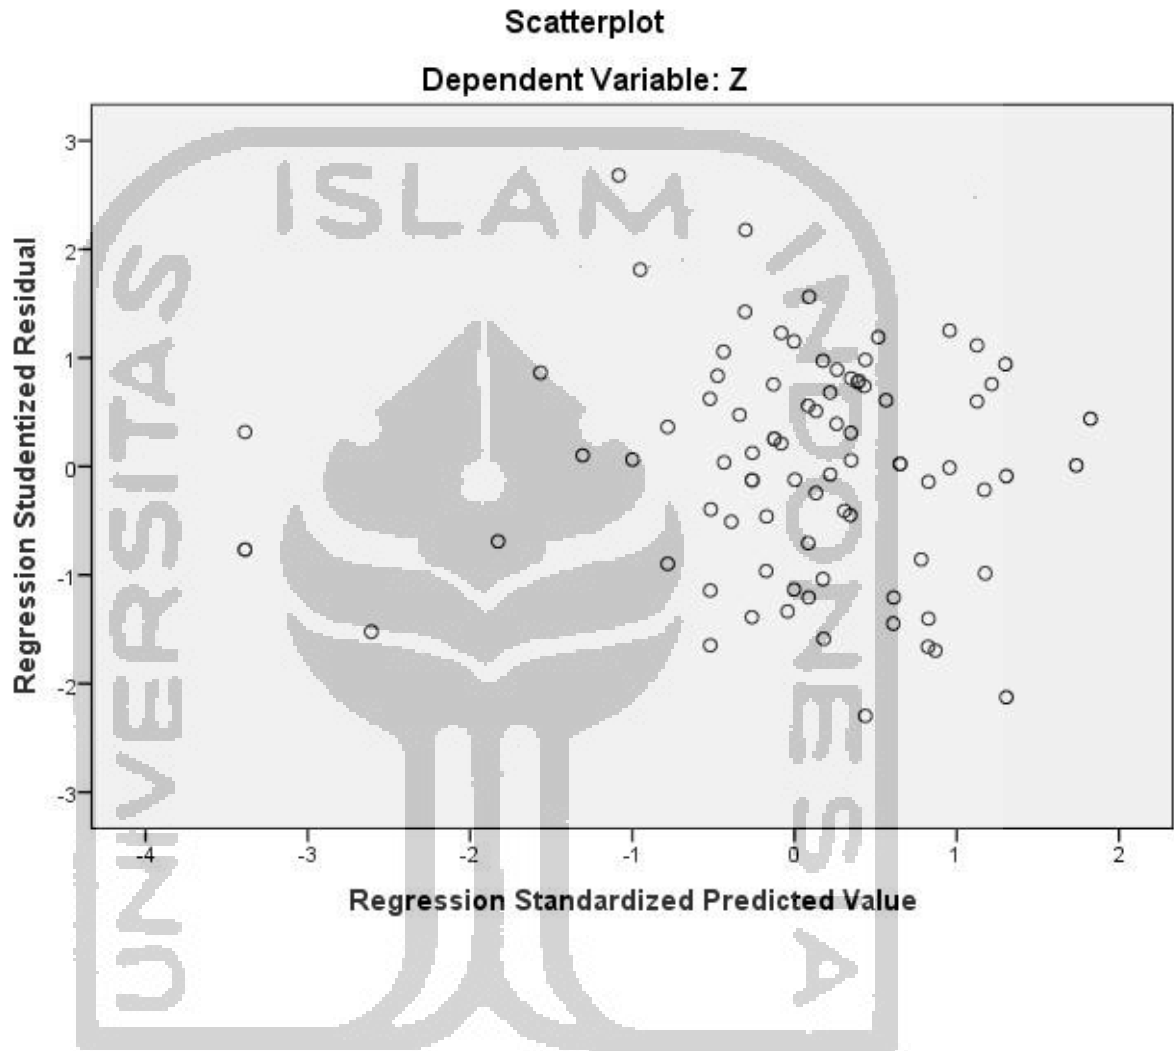 Scatterplot
Dependent Variable: Z
Regression Studentized Residual
3
2
1
0
-1
-2
-3
-4
-3
-2
-1
0
1
2
Regression Standardized Predicted Value
UNIVERSITAS
ISLAM
INDONESIA